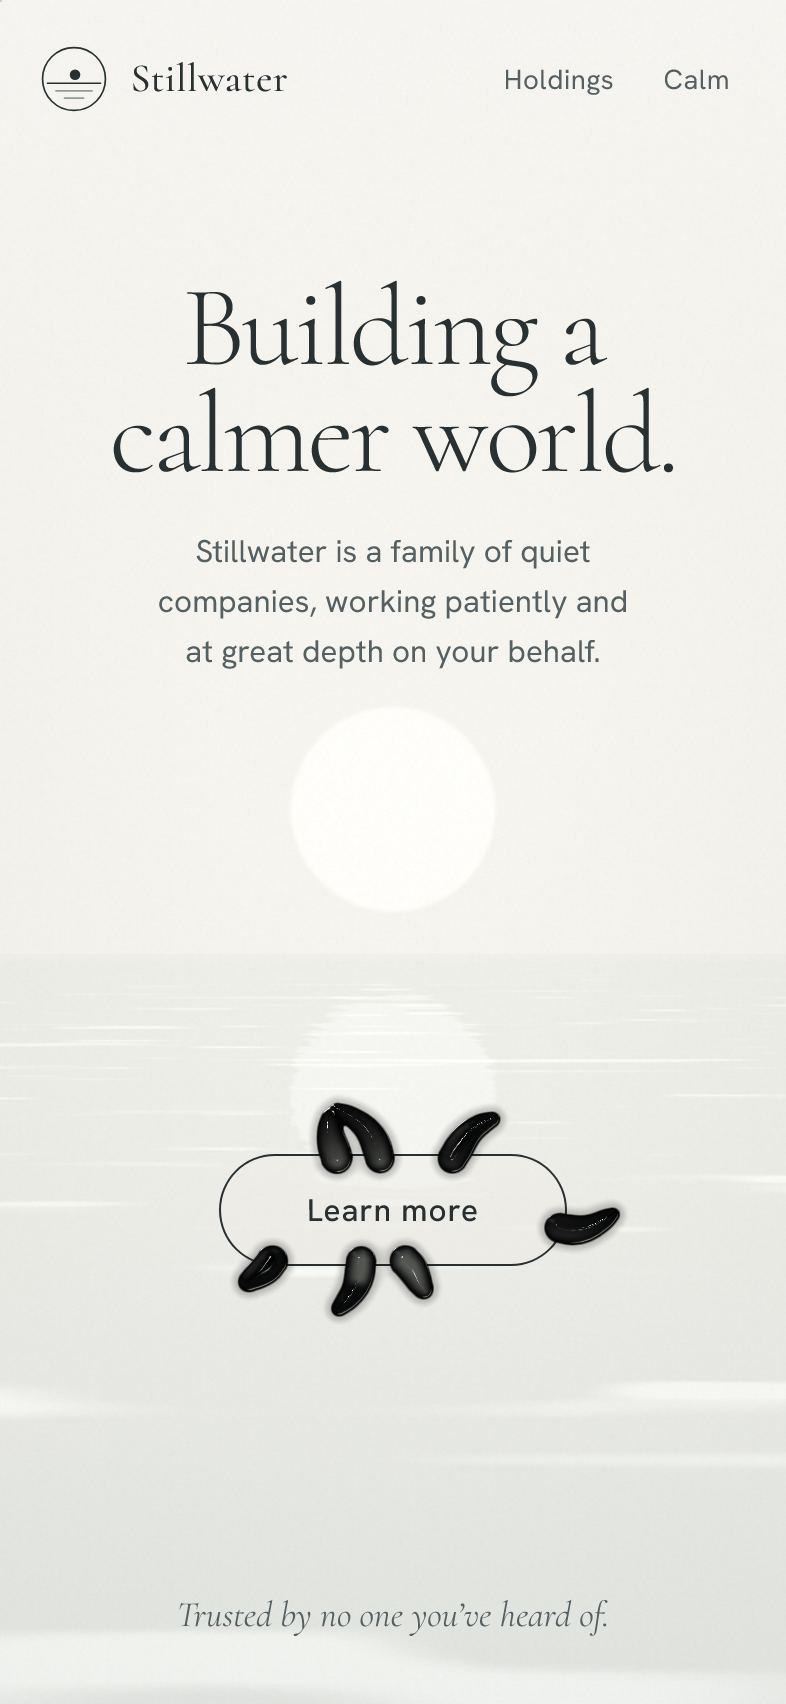 Stillwater
Holdings
Calm
Building a
calmer world.
Stillwater is a family of quiet
companies, working patiently and
at great depth on your behalf.
Learn more
Trusted by no one you’ve heard of.